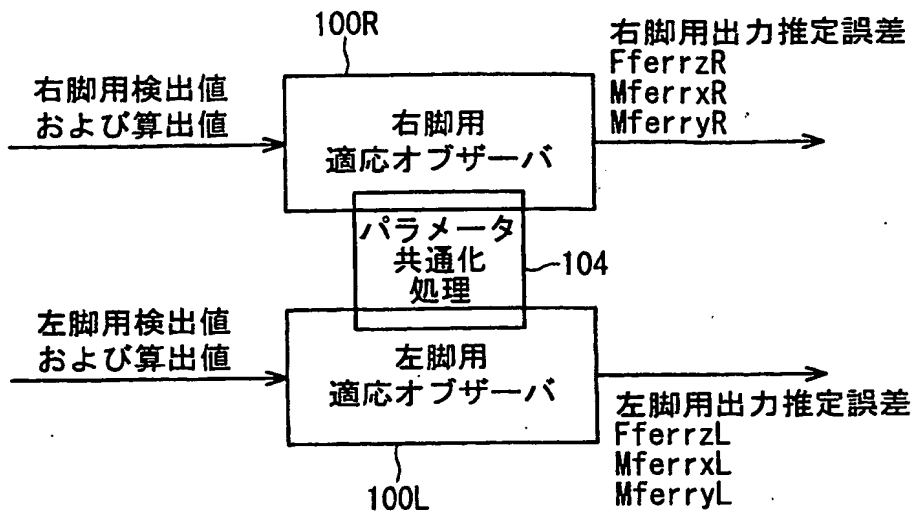 100R
右脚用検出値
および算出値
右脚用
適応オブザーバ
右脚用出力推定誤差
FferrzR
MferrxR
MferryR
パラメータ
共通化
処理
104
左脚用検出値
および算出値
左脚用
適応オブザーバ
左脚用出力推定誤差
FferrzL
MferrxL
MferryL
100L